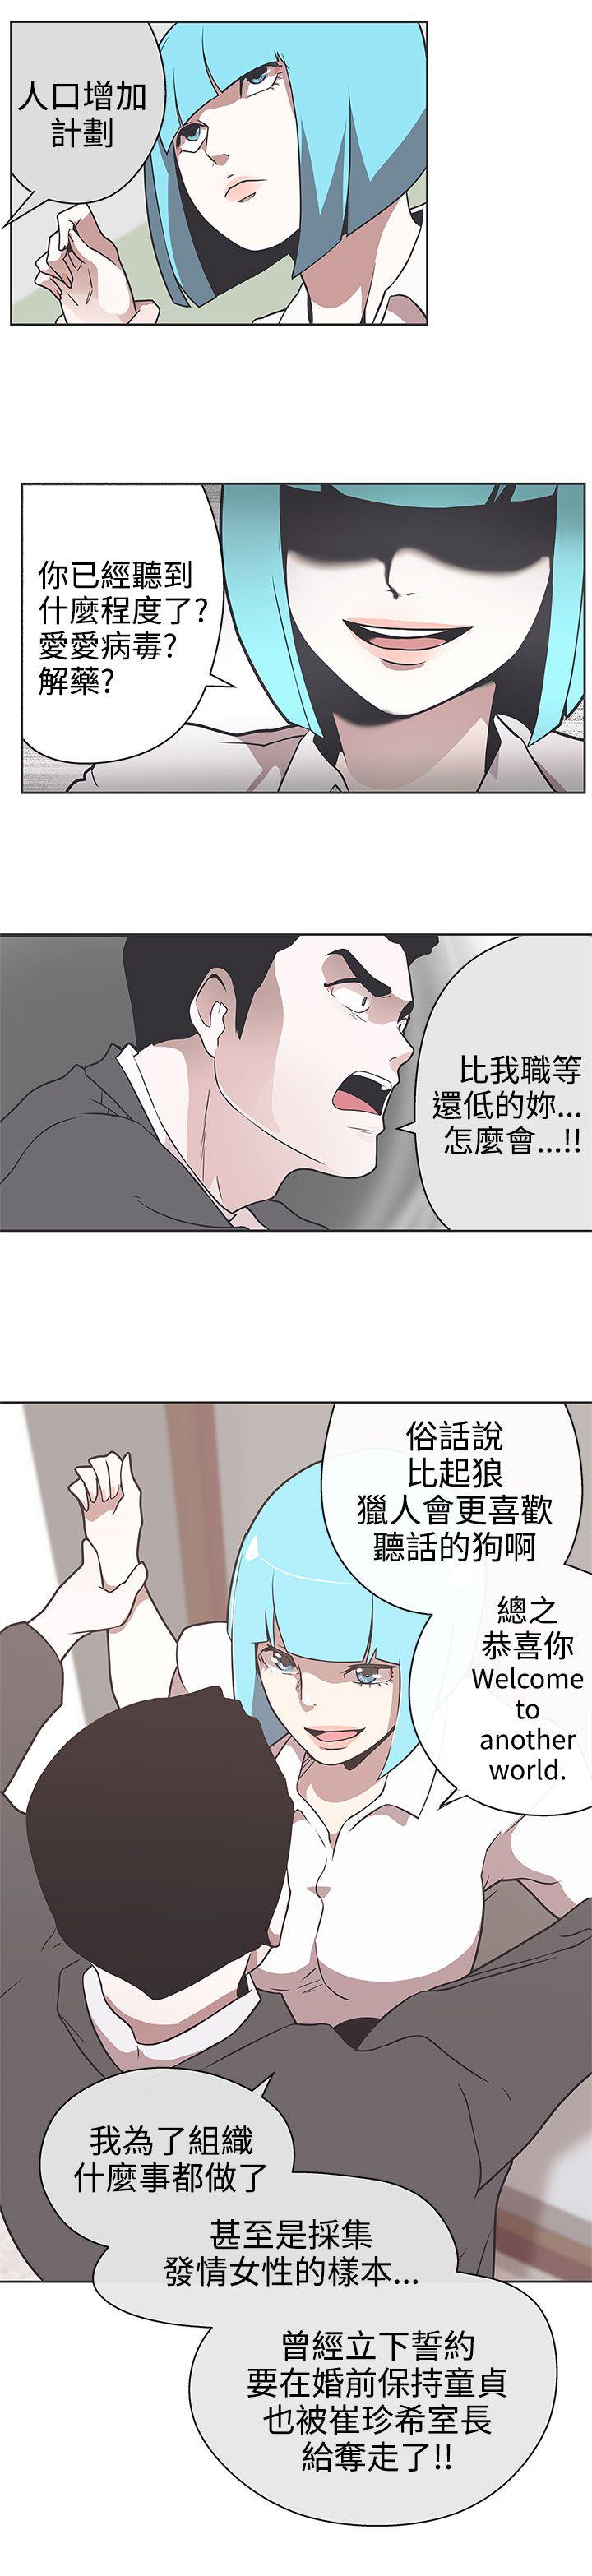 人口增加
計劃
你已經聽到
什麼程度了?
愛愛病毒?
解藥?
比我職等
還低的妳...
怎麼會...!!
俗話說
比起狼
獵人會更喜歡
聽話的狗啊
總之
恭喜你
Welcome
to
another
world.
我為了組織
什麼事都做了
甚至是採集
發情女性的樣本...
曾經立下誓約
要在婚前保持童貞
也被崔珍希室長
給奪走了!!